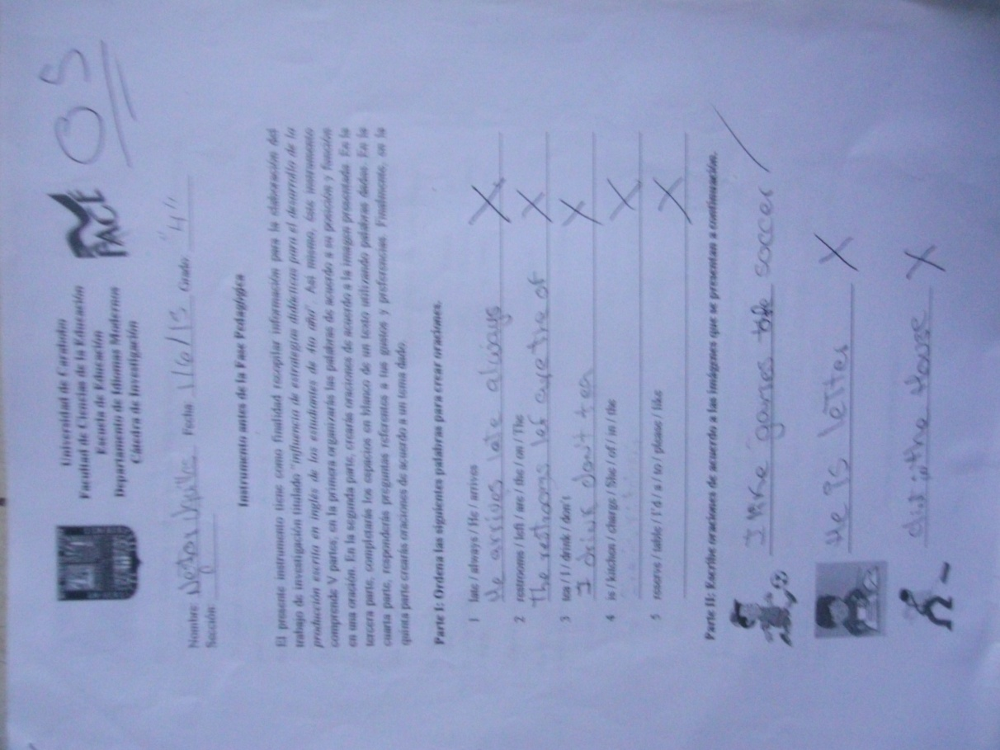 Universidad de Carabobo
Facultad de Ciencias de la Educación
Escuela de Educación
Departamento de Idiomas Modernos
Cátedra de Investigación
FACE
05
Nombre Fecha 1/6/15 Grado "4"
Sección
Instrumento antes de la Fase Pedagógica
El presente instrumento tiene como finalidad recopilar información para la elaboración del
trabajo de investigación titulado "influencia de estrategias didácticas para el desarrollo de la
producción escrita en inglés de los estudiantes de 4to año". Así mismo, éste instrumento
comprende V partes, en la primera organizarás las palabras de acuerdo a su posición y función
en una oración. En la segunda parte, crearás oraciones de acuerdo a la imagen presentada. En la
tercera parte, completarás los espacios en blanco de un texto utilizando palabras dadas. En la
cuarta parte, responderás preguntas referentes a tus gustos y preferencias. Finalmente, en la
quinta parte crearás oraciones de acuerdo a un tema dado.
Parte I: Ordena las siguientes palabras para crear oraciones.
1 late / always / He / arrives
He arrives late always
2 restrooms / left / are / the / on / The
the restrooms lef are the of
3 tea / I / drink / don't
I drink don't tea
4 is / kitchen / charge / She / of / in / the
5 reserve / table / I'd / a / to / please / like
Parte II: Escribe oraciones de acuerdo a las imágenes que se presentan a continuación.
I like games the soccer
He is letter
in the House